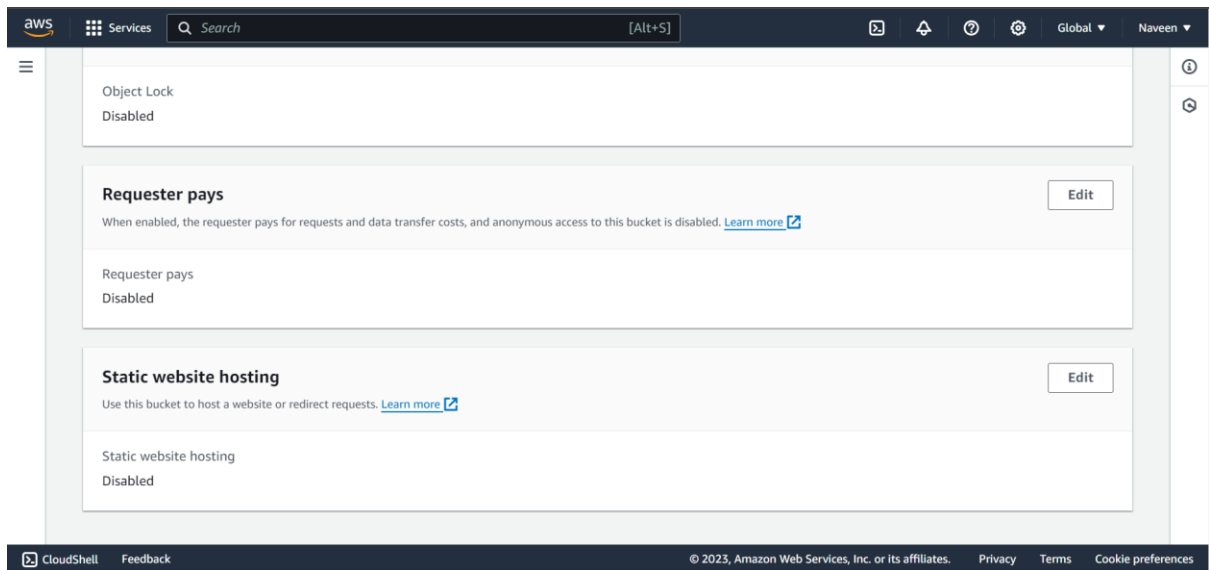 aws Services Search [Alt+S] Global Naveen
Object Lock
Disabled
Requester pays Edit
When enabled, the requester pays for requests and data transfer costs, and anonymous access to this bucket is disabled. Learn more
Requester pays
Disabled
Static website hosting Edit
Use this bucket to host a website or redirect requests. Learn more
Static website hosting
Disabled
CloudShell Feedback © 2023, Amazon Web Services, Inc. or its affiliates. Privacy Terms Cookie preferences